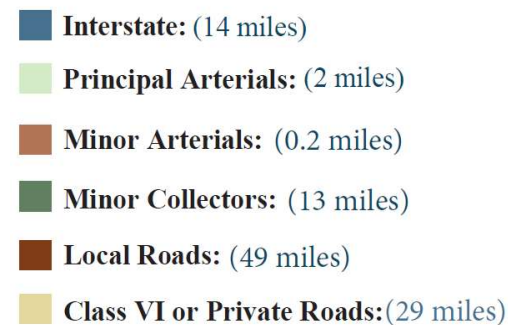 Interstate: (14 miles)
Principal Arterials: (2 miles)
Minor Arterials: (0.2 miles)
Minor Collectors: (13 miles)
Local Roads: (49 miles)
Class VI or Private Roads:(29 miles)